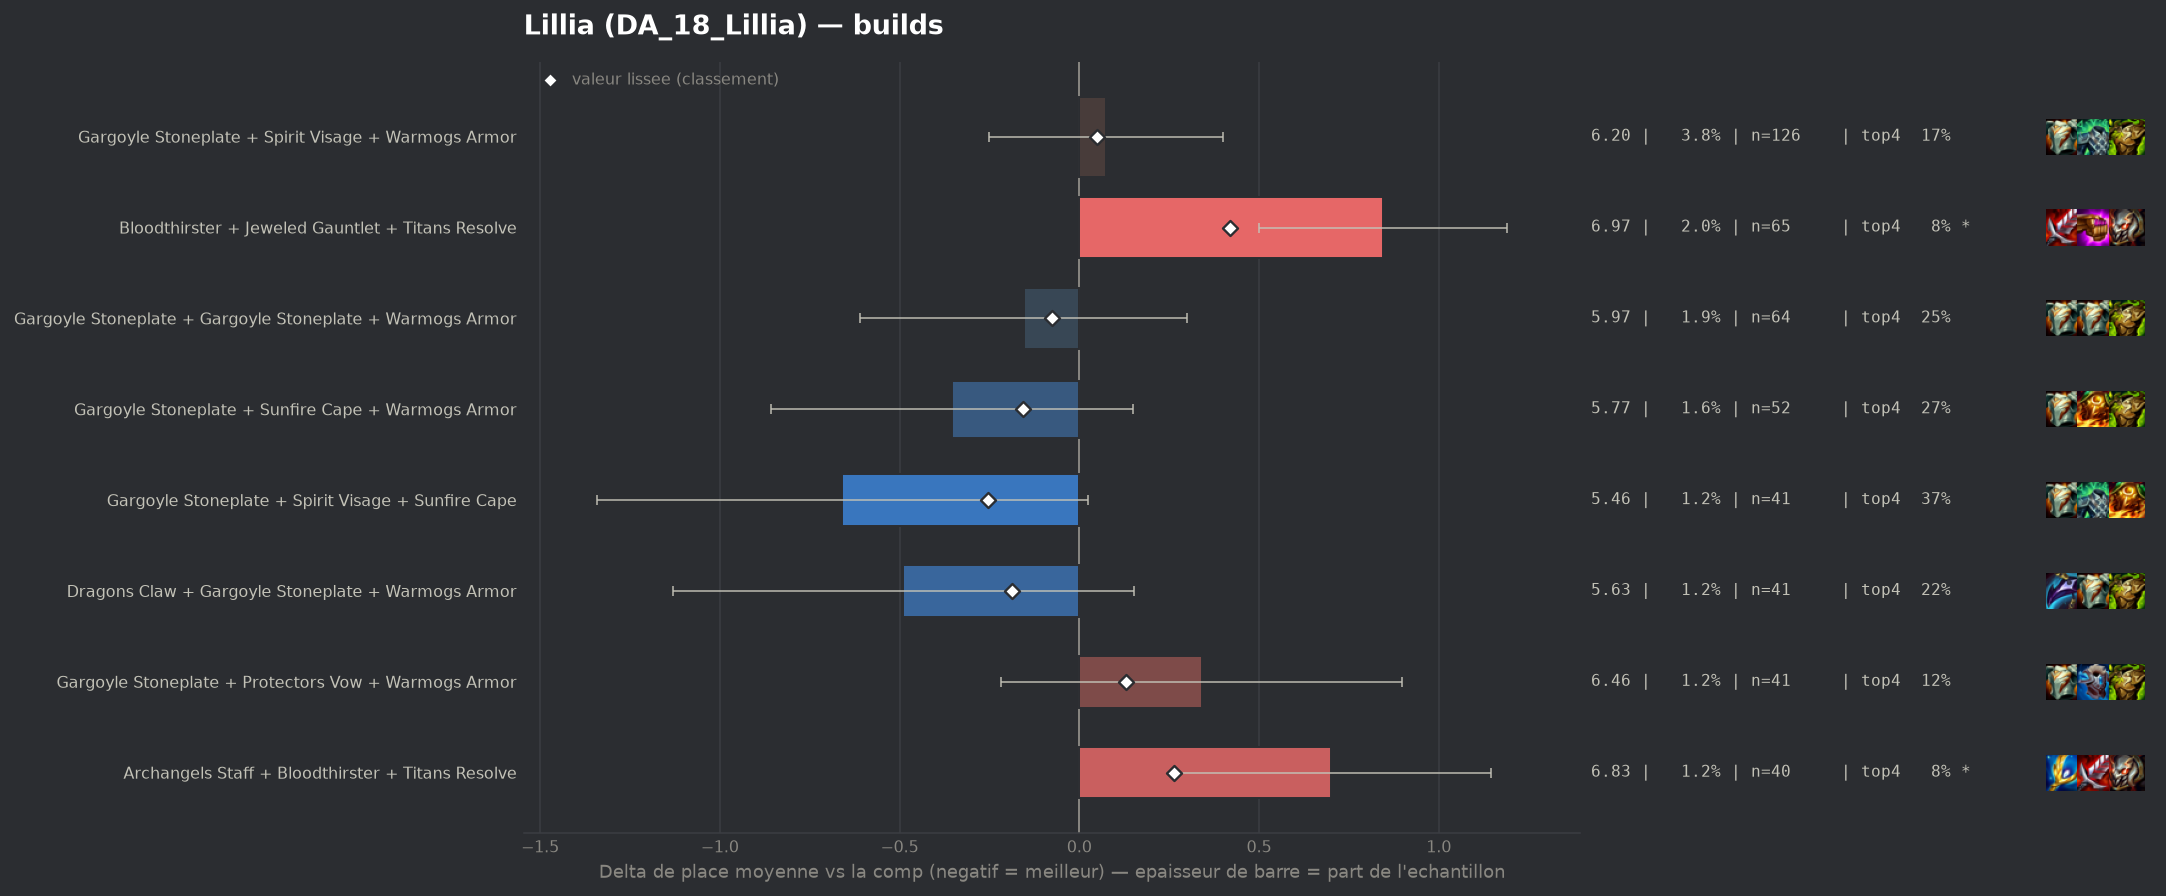 Lillia (DA_18_Lillia) — builds
valeur lissee (classement)
Gargoyle Stoneplate + Spirit Visage + Warmogs Armor 6.20 | 3.8% | n=126 | top4 17%
Bloodthirster + Jeweled Gauntlet + Titans Resolve 6.97 | 2.0% | n=65 | top4 8% *
Gargoyle Stoneplate + Gargoyle Stoneplate + Warmogs Armor 5.97 | 1.9% | n=64 | top4 25%
Gargoyle Stoneplate + Sunfire Cape + Warmogs Armor 5.77 | 1.6% | n=52 | top4 27%
Gargoyle Stoneplate + Spirit Visage + Sunfire Cape 5.46 | 1.2% | n=41 | top4 37%
Dragons Claw + Gargoyle Stoneplate + Warmogs Armor 5.63 | 1.2% | n=41 | top4 22%
Gargoyle Stoneplate + Protectors Vow + Warmogs Armor 6.46 | 1.2% | n=41 | top4 12%
Archangels Staff + Bloodthirster + Titans Resolve 6.83 | 1.2% | n=40 | top4 8% *
−1.5 −1.0 −0.5 0.0 0.5 1.0
Delta de place moyenne vs la comp (negatif = meilleur) — epaisseur de barre = part de l'echantillon